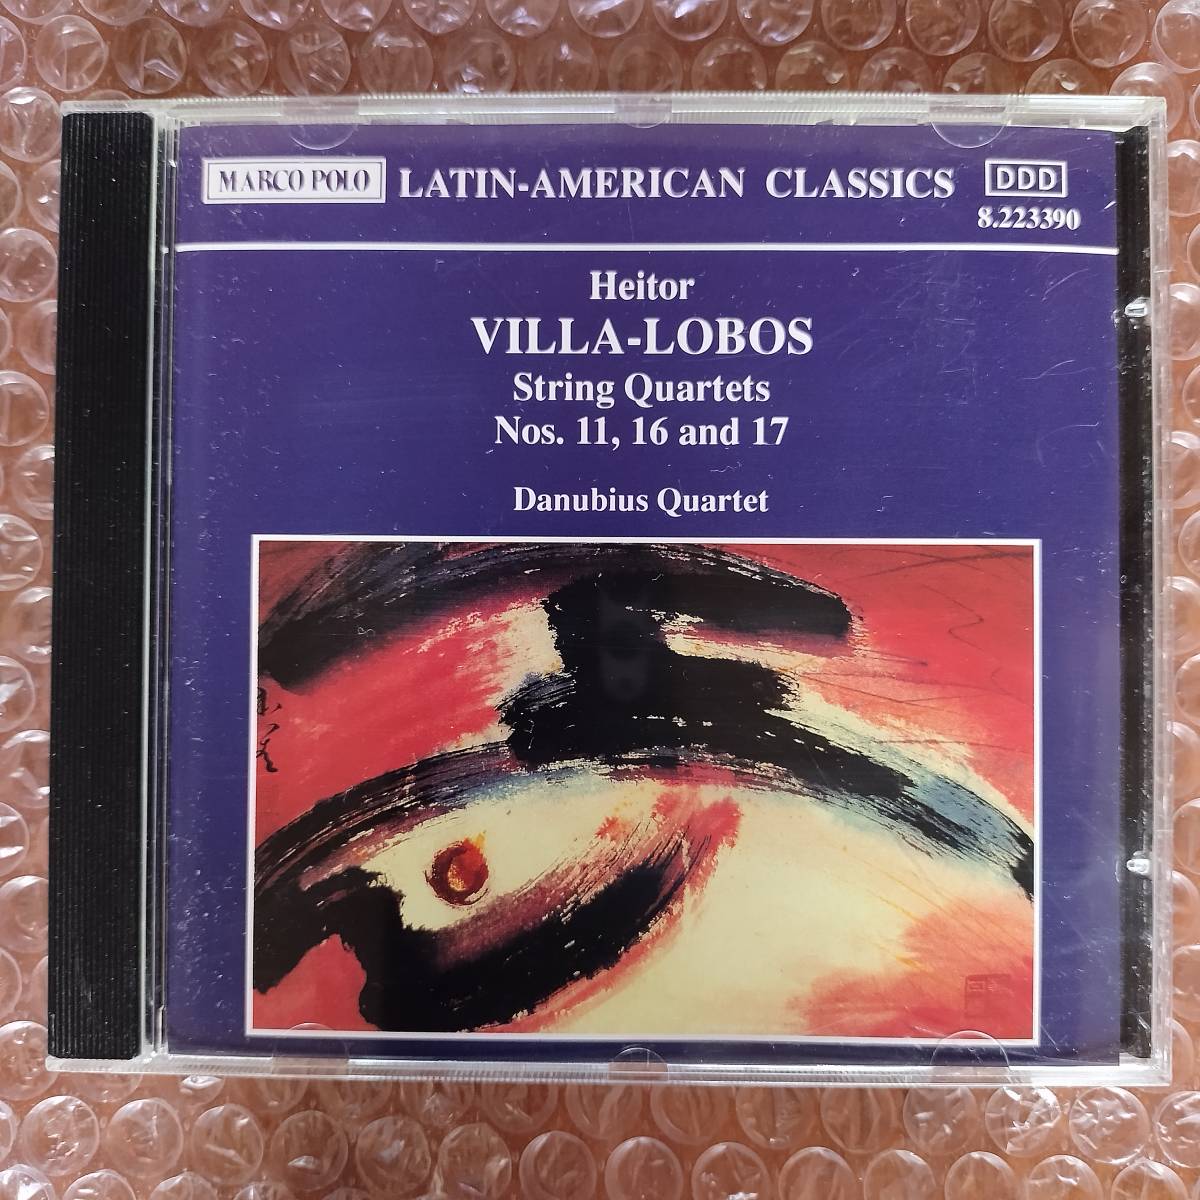 MARCO POLO LATIN-AMERICAN CLASSICS DDD
8.223390
Heitor
VILLA-LOBOS
String Quartets
Nos. 11, 16 and 17
Danubius Quartet